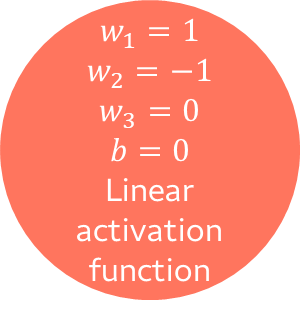 w₁ = 1
w₂ = −1
w₃ = 0
b = 0
Linear
activation
function